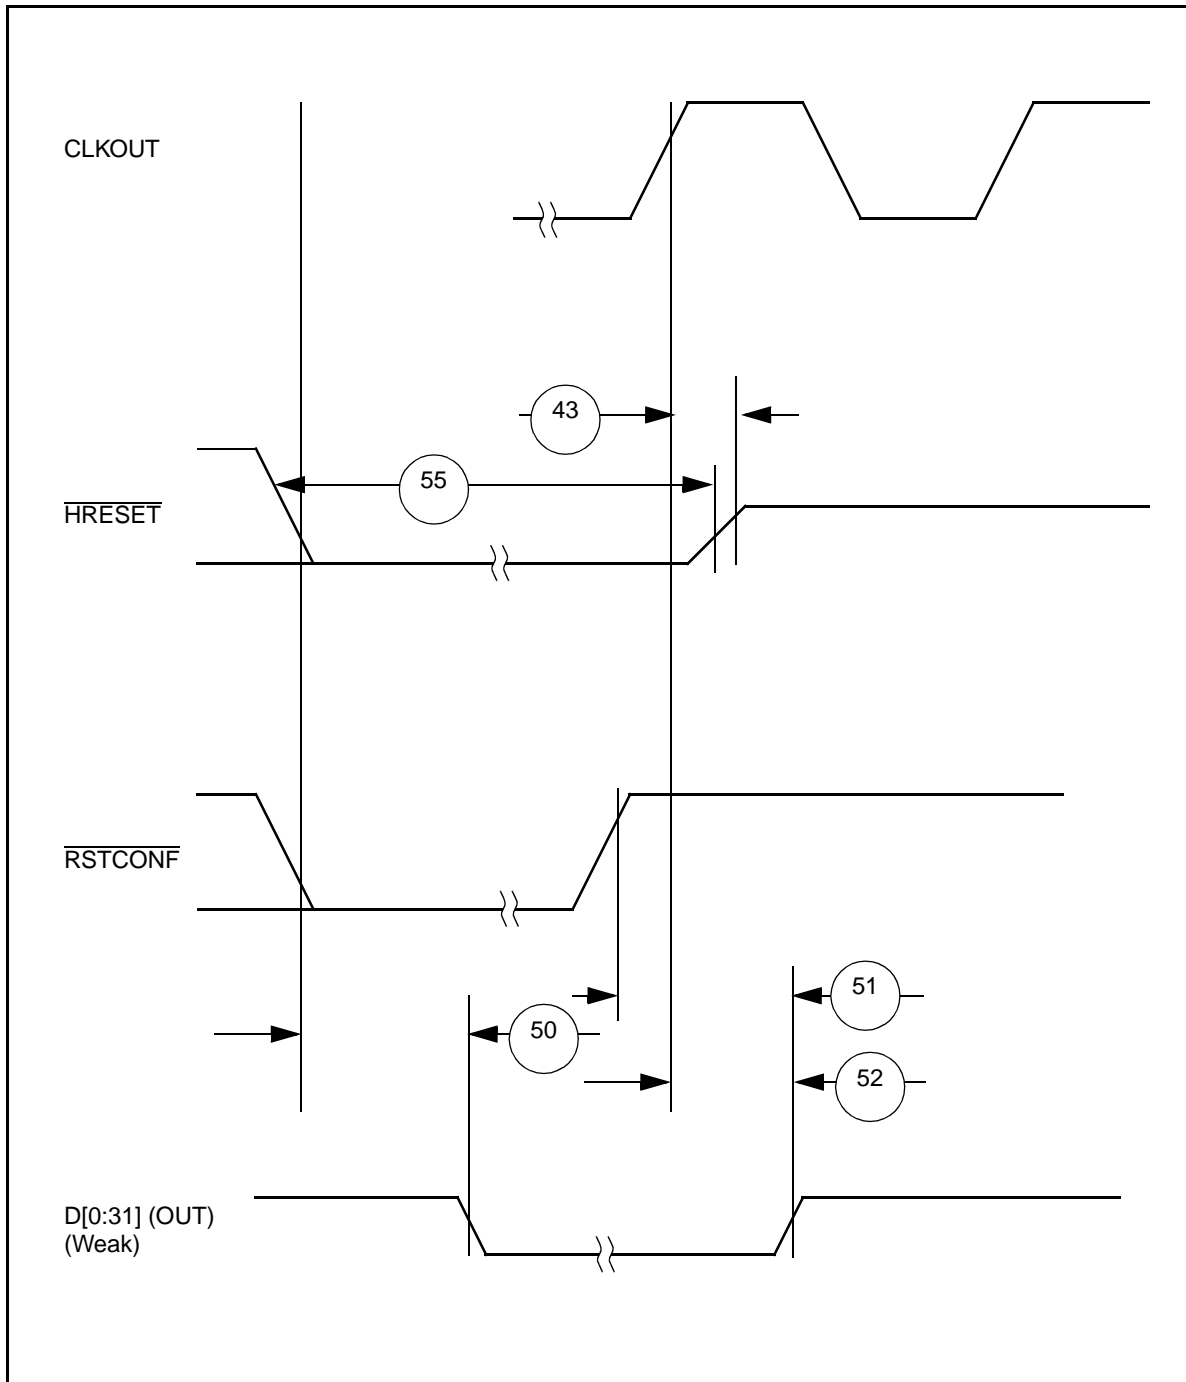 CLKOUT
43
55
HRESET
RSTCONF
51
50
52
D[0:31] (OUT)
(Weak)